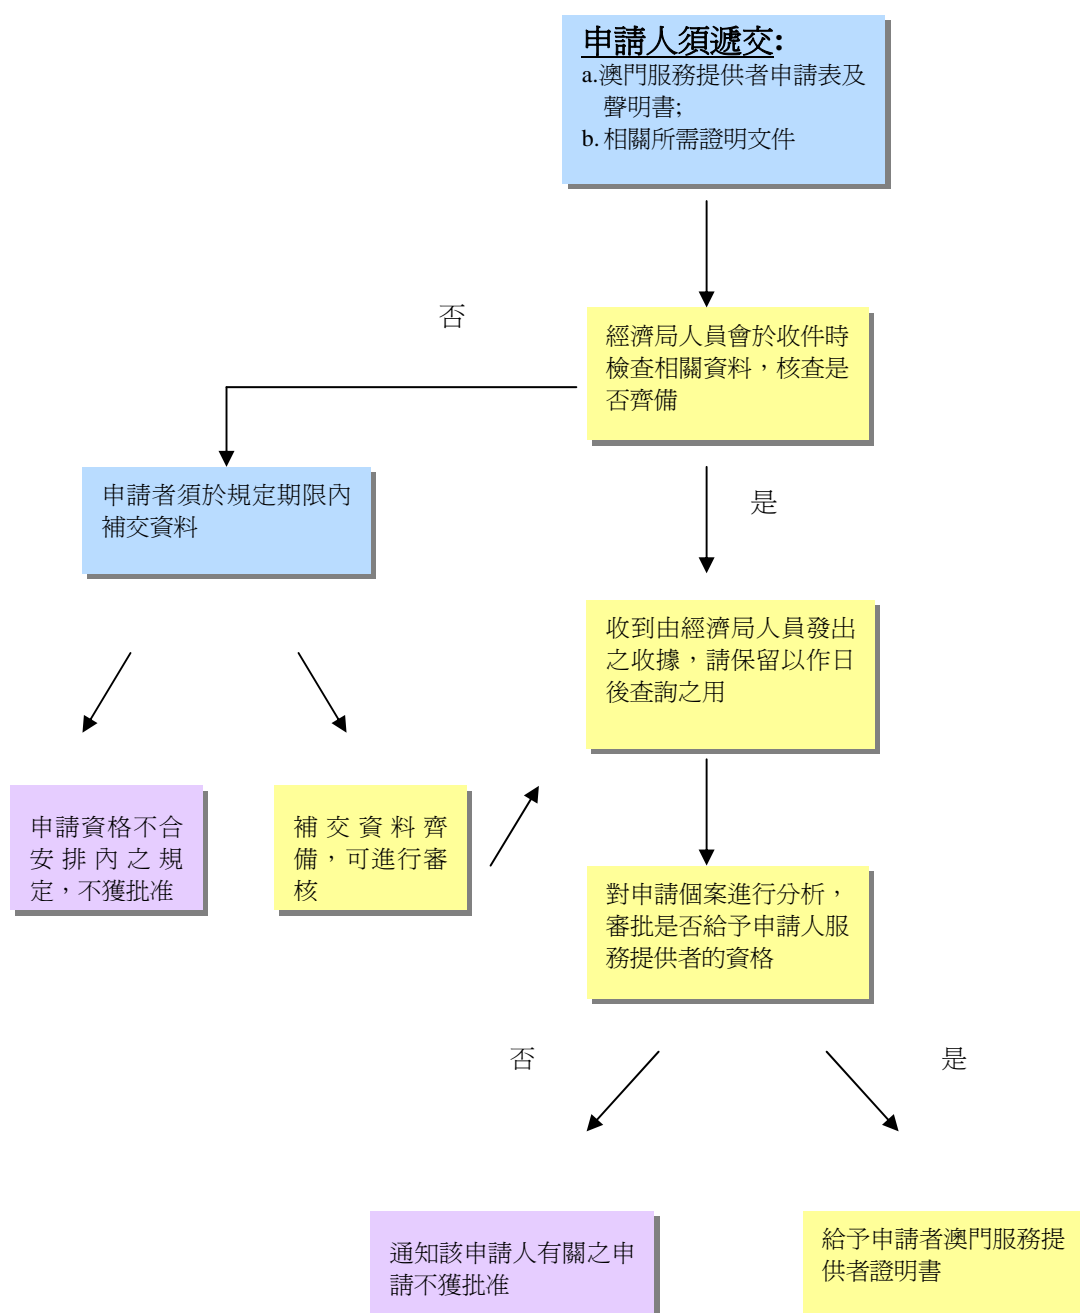 申請人須遞交:
a.澳門服務提供者申請表及
聲明書;
b. 相關所需證明文件
否
經濟局人員會於收件時
檢查相關資料，核查是
否齊備
申請者須於規定期限內
補交資料
是
收到由經濟局人員發出
之收據，請保留以作日
後查詢之用
申請資格不合
安排內之規
定，不獲批准
補交資料齊
備，可進行審
核
對申請個案進行分析，
審批是否給予申請人服
務提供者的資格
否
是
通知該申請人有關之申
請不獲批准
給予申請者澳門服務提
供者證明書